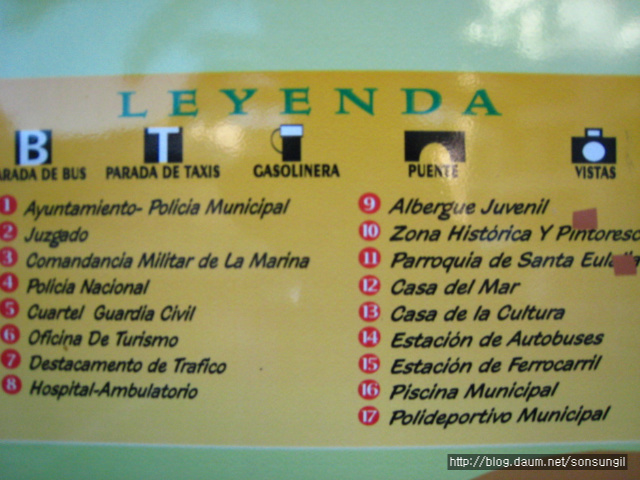 LEYENDA
B T
PARADA DE BUS PARADA DE TAXIS GASOLINERA PUENTE VISTAS
1 Ayuntamiento- Policia Municipal
2 Juzgado
3 Comandancia Militar de La Marina
4 Policia Nacional
5 Cuartel Guardia Civil
6 Oficina De Turismo
7 Destacamento de Trafico
8 Hospital-Ambulatorio
9 Albergue Juvenil
10 Zona Histórica Y Pintoresc
11 Parroquia de Santa Eulalia
12 Casa del Mar
13 Casa de la Cultura
14 Estación de Autobuses
15 Estación de Ferrocarril
16 Piscina Municipal
17 Polideportivo Municipal
http://blog.daum.net/sonsungil